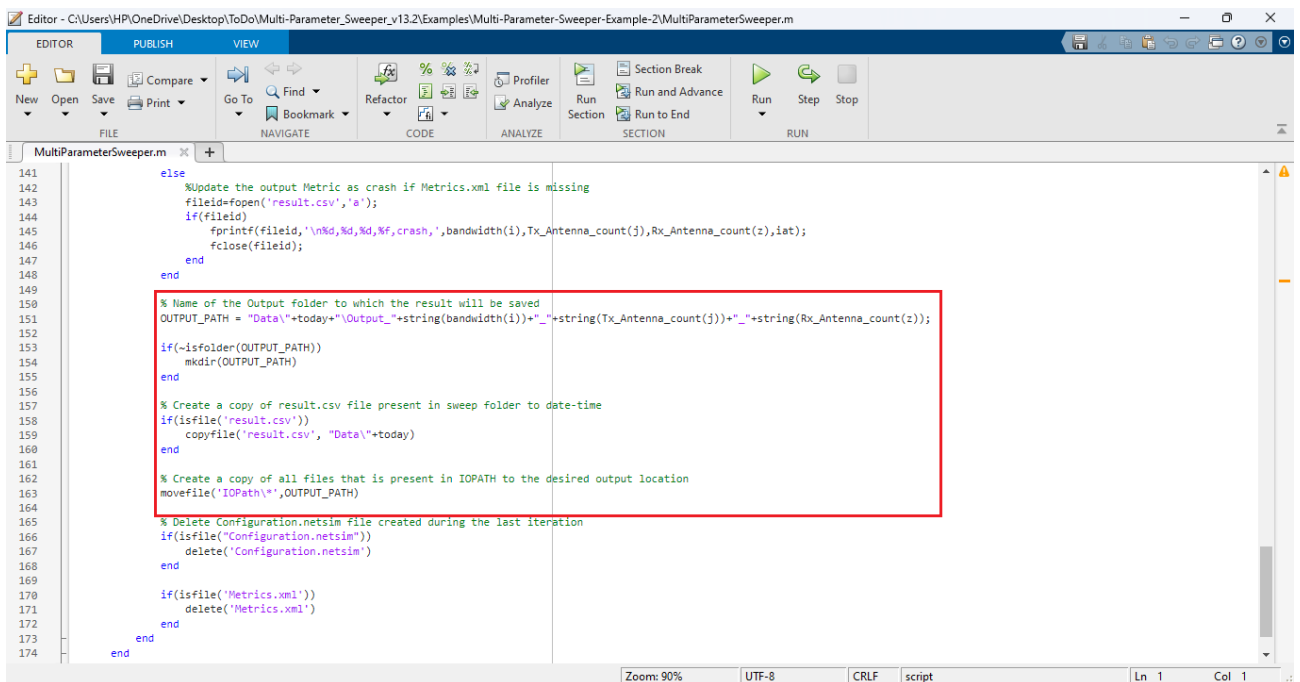 Editor - C:\Users\HP\OneDrive\Desktop\ToDo\Multi-Parameter_Sweeper_v13.2\Examples\Multi-Parameter-Sweeper-Example-2\MultiParameterSweeper.m
EDITOR PUBLISH VIEW
New Open Save Compare Print
Go To Find Bookmark
Refactor
Profiler Analyze
Run Section Section Break Run and Advance Run to End
Run Step Stop
FILE NAVIGATE CODE ANALYZE SECTION RUN
MultiParameterSweeper.m
141 else
142 %Update the output Metric as crash if Metrics.xml file is missing
143 fileid=fopen('result.csv','a');
144 if(fileid)
145 fprintf(fileid,'\n%d,%d,%d,%f,crash,',bandwidth(i),Tx_Antenna_count(j),Rx_Antenna_count(z),iat);
146 fclose(fileid);
147 end
148 end
149
150 % Name of the Output folder to which the result will be saved
151 OUTPUT_PATH = "Data\"+today+"\Output_"+string(bandwidth(i))+"_"+string(Tx_Antenna_count(j))+"_"+string(Rx_Antenna_count(z));
152
153 if(~isfolder(OUTPUT_PATH))
154 mkdir(OUTPUT_PATH)
155 end
156
157 % Create a copy of result.csv file present in sweep folder to date-time
158 if(isfile('result.csv'))
159 copyfile('result.csv', "Data\"+today)
160 end
161
162 % Create a copy of all files that is present in IOPATH to the desired output location
163 movefile('IOPath\*',OUTPUT_PATH)
164
165 % Delete Configuration.netsim file created during the last iteration
166 if(isfile("Configuration.netsim"))
167 delete('Configuration.netsim')
168 end
169
170 if(isfile('Metrics.xml'))
171 delete('Metrics.xml')
172 end
173 end
174 end
Zoom: 90% UTF-8 CRLF script Ln 1 Col 1